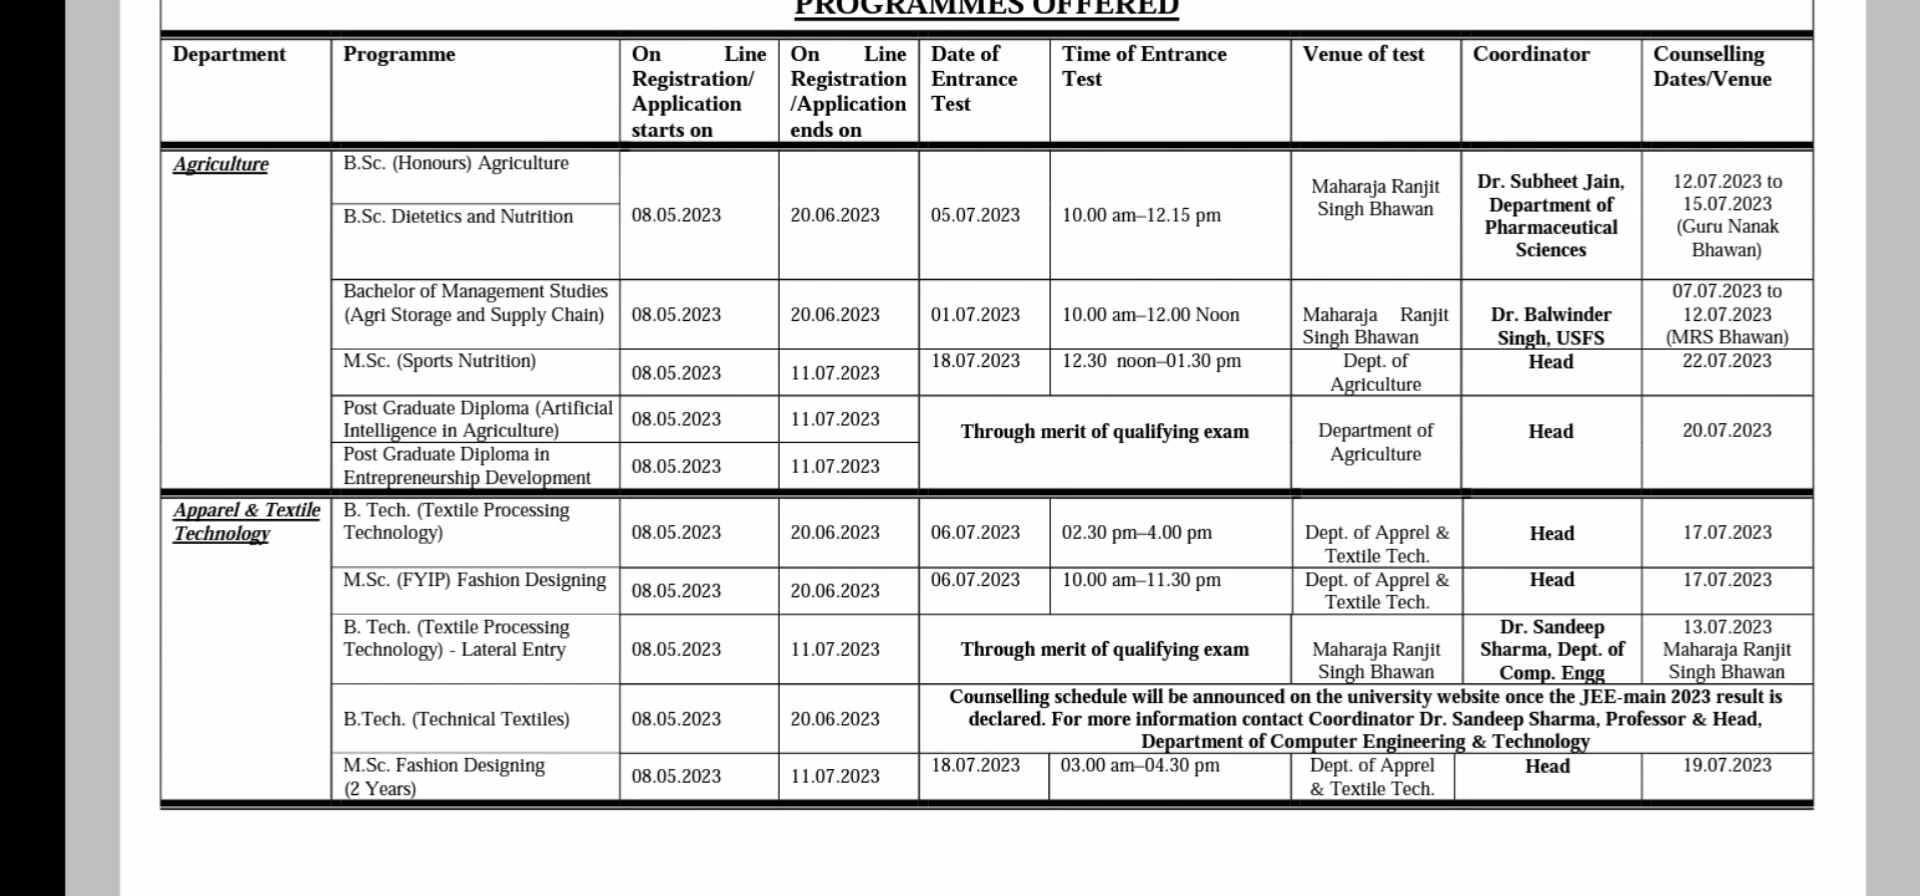 PROGRAMMES OFFERED
Department
Programme
On Line
Registration/
Application
starts on
On Line
Registration
/Application
ends on
Date of
Entrance
Test
Time of Entrance
Test
Venue of test
Coordinator
Counselling
Dates/Venue
Agriculture
B.Sc. (Honours) Agriculture
B.Sc. Dietetics and Nutrition
08.05.2023
20.06.2023
05.07.2023
10.00 am–12.15 pm
Maharaja Ranjit
Singh Bhawan
Dr. Subheet Jain,
Department of
Pharmaceutical
Sciences
12.07.2023 to
15.07.2023
(Guru Nanak
Bhawan)
Bachelor of Management Studies
(Agri Storage and Supply Chain)
08.05.2023
20.06.2023
01.07.2023
10.00 am–12.00 Noon
Maharaja Ranjit
Singh Bhawan
Dr. Balwinder
Singh, USFS
07.07.2023 to
12.07.2023
(MRS Bhawan)
M.Sc. (Sports Nutrition)
08.05.2023
11.07.2023
18.07.2023
12.30 noon–01.30 pm
Dept. of
Agriculture
Head
22.07.2023
Post Graduate Diploma (Artificial
Intelligence in Agriculture)
08.05.2023
11.07.2023
Through merit of qualifying exam
Department of
Agriculture
Head
20.07.2023
Post Graduate Diploma in
Entrepreneurship Development
08.05.2023
11.07.2023
Apparel & Textile
Technology
B. Tech. (Textile Processing
Technology)
08.05.2023
20.06.2023
06.07.2023
02.30 pm–4.00 pm
Dept. of Apprel &
Textile Tech.
Head
17.07.2023
M.Sc. (FYIP) Fashion Designing
08.05.2023
20.06.2023
06.07.2023
10.00 am–11.30 pm
Dept. of Apprel &
Textile Tech.
Head
17.07.2023
B. Tech. (Textile Processing
Technology) - Lateral Entry
08.05.2023
11.07.2023
Through merit of qualifying exam
Maharaja Ranjit
Singh Bhawan
Dr. Sandeep
Sharma, Dept. of
Comp. Engg
13.07.2023
Maharaja Ranjit
Singh Bhawan
B.Tech. (Technical Textiles)
08.05.2023
20.06.2023
Counselling schedule will be announced on the university website once the JEE-main 2023 result is
declared. For more information contact Coordinator Dr. Sandeep Sharma, Professor & Head,
Department of Computer Engineering & Technology
M.Sc. Fashion Designing
(2 Years)
08.05.2023
11.07.2023
18.07.2023
03.00 am–04.30 pm
Dept. of Apprel
& Textile Tech.
Head
19.07.2023